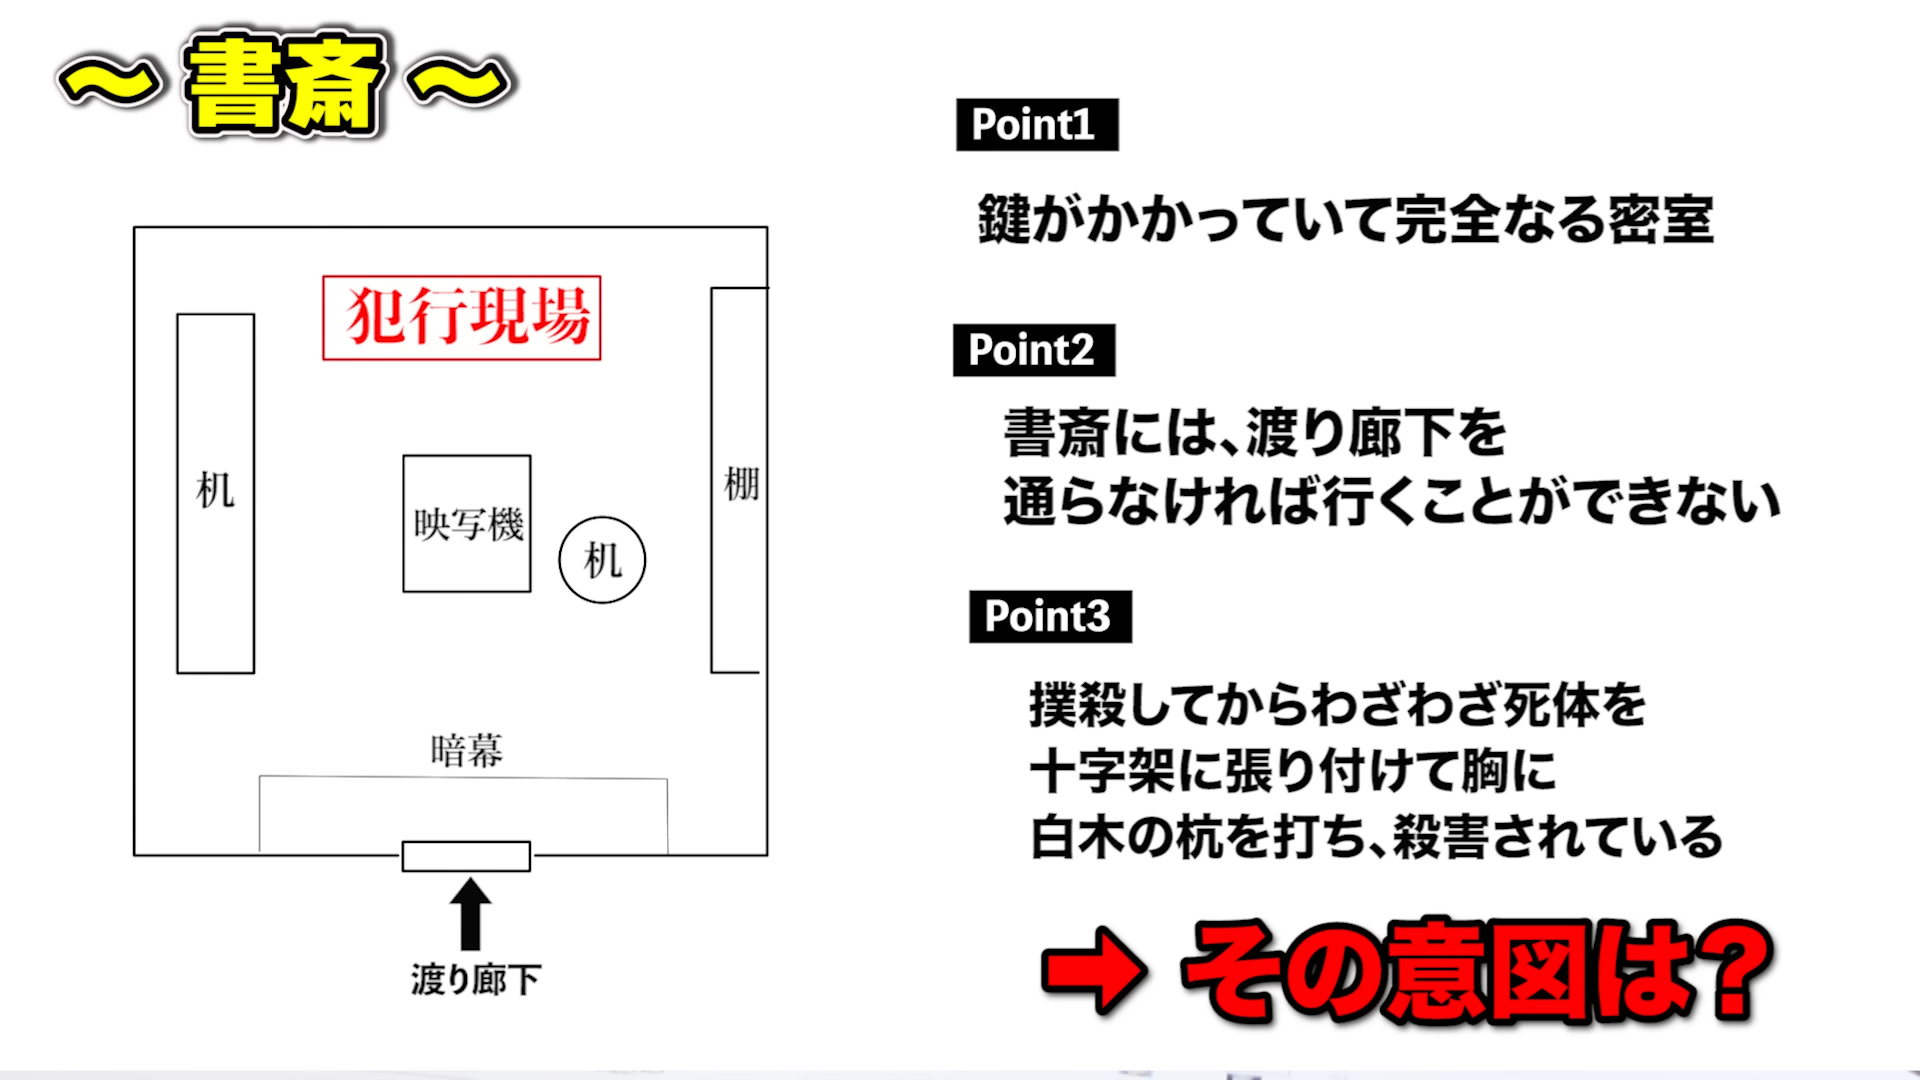 ～書斎～
犯行現場
机
棚
映写機
机
暗幕
渡り廊下
Point1
鍵がかかっていて完全なる密室
Point2
書斎には、渡り廊下を
通らなければ行くことができない
Point3
撲殺してからわざわざ死体を
十字架に張り付けて胸に
白木の杭を打ち、殺害されている
➡ その意図は？